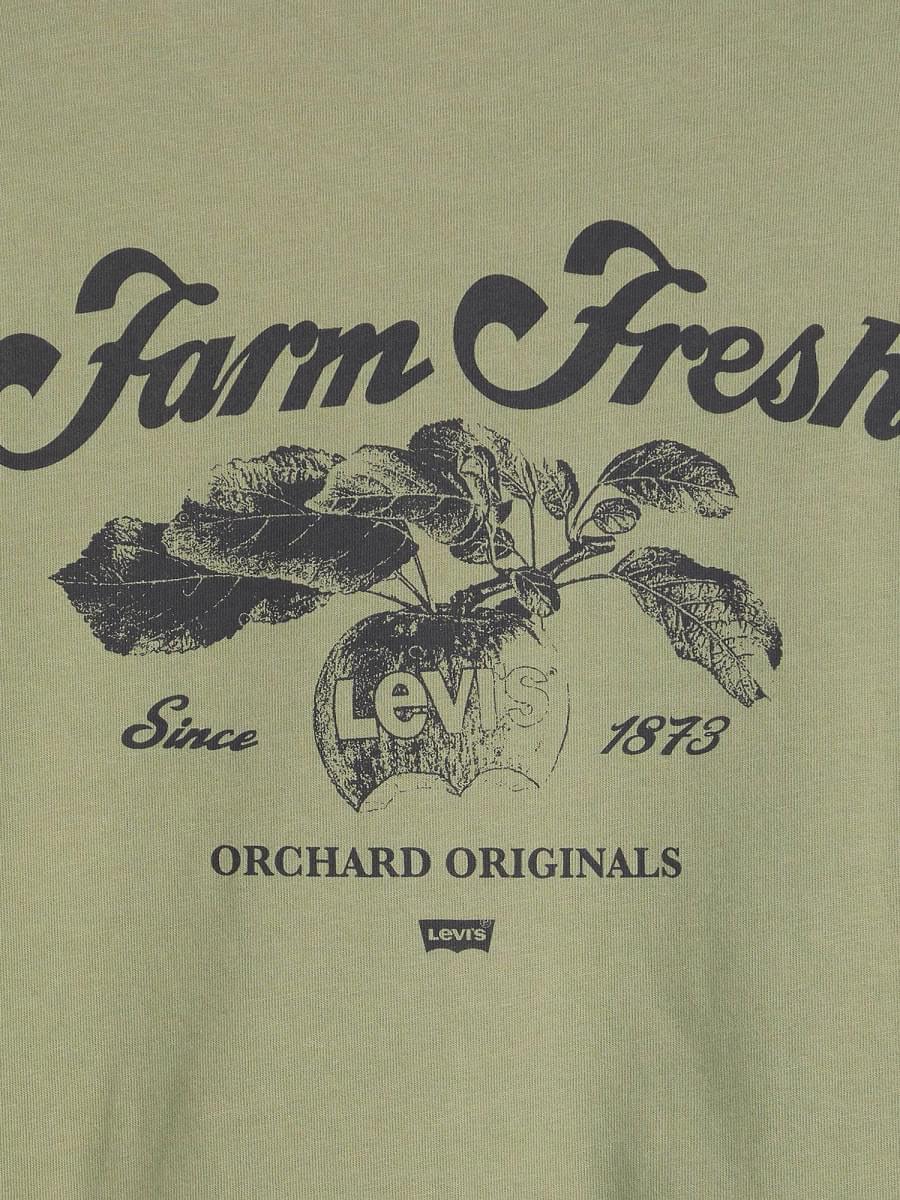 Farm Fresh
Levi's
Since 1873
ORCHARD ORIGINALS
LEVI'S®